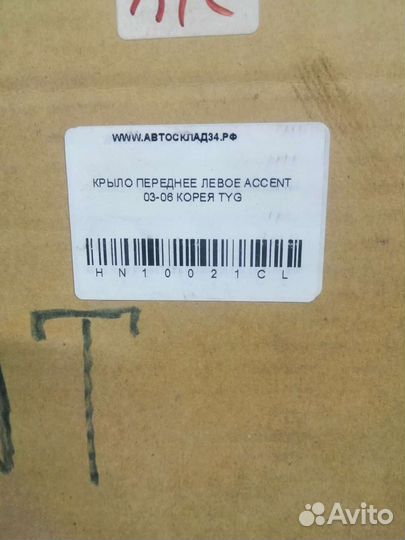 WWW.АВТОСКЛАД34.РФ
КРЫЛО ПЕРЕДНЕЕ ЛЕВОЕ ACCENT
03-06 КОРЕЯ TYG
HN10021CL
T
Avito